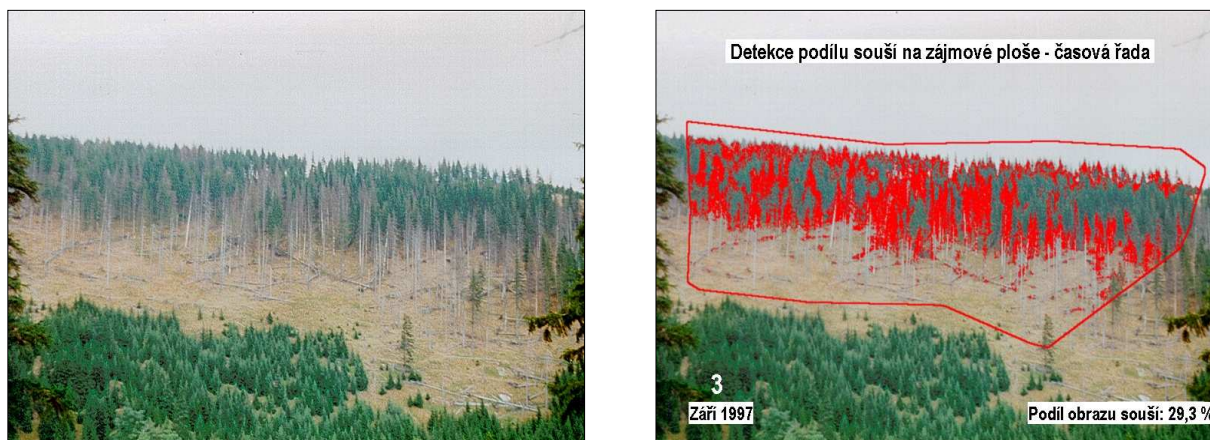 Detekce podílu souší na zájmové ploše - časová řada
3
Září 1997
Podíl obrazu souší: 29,3 %